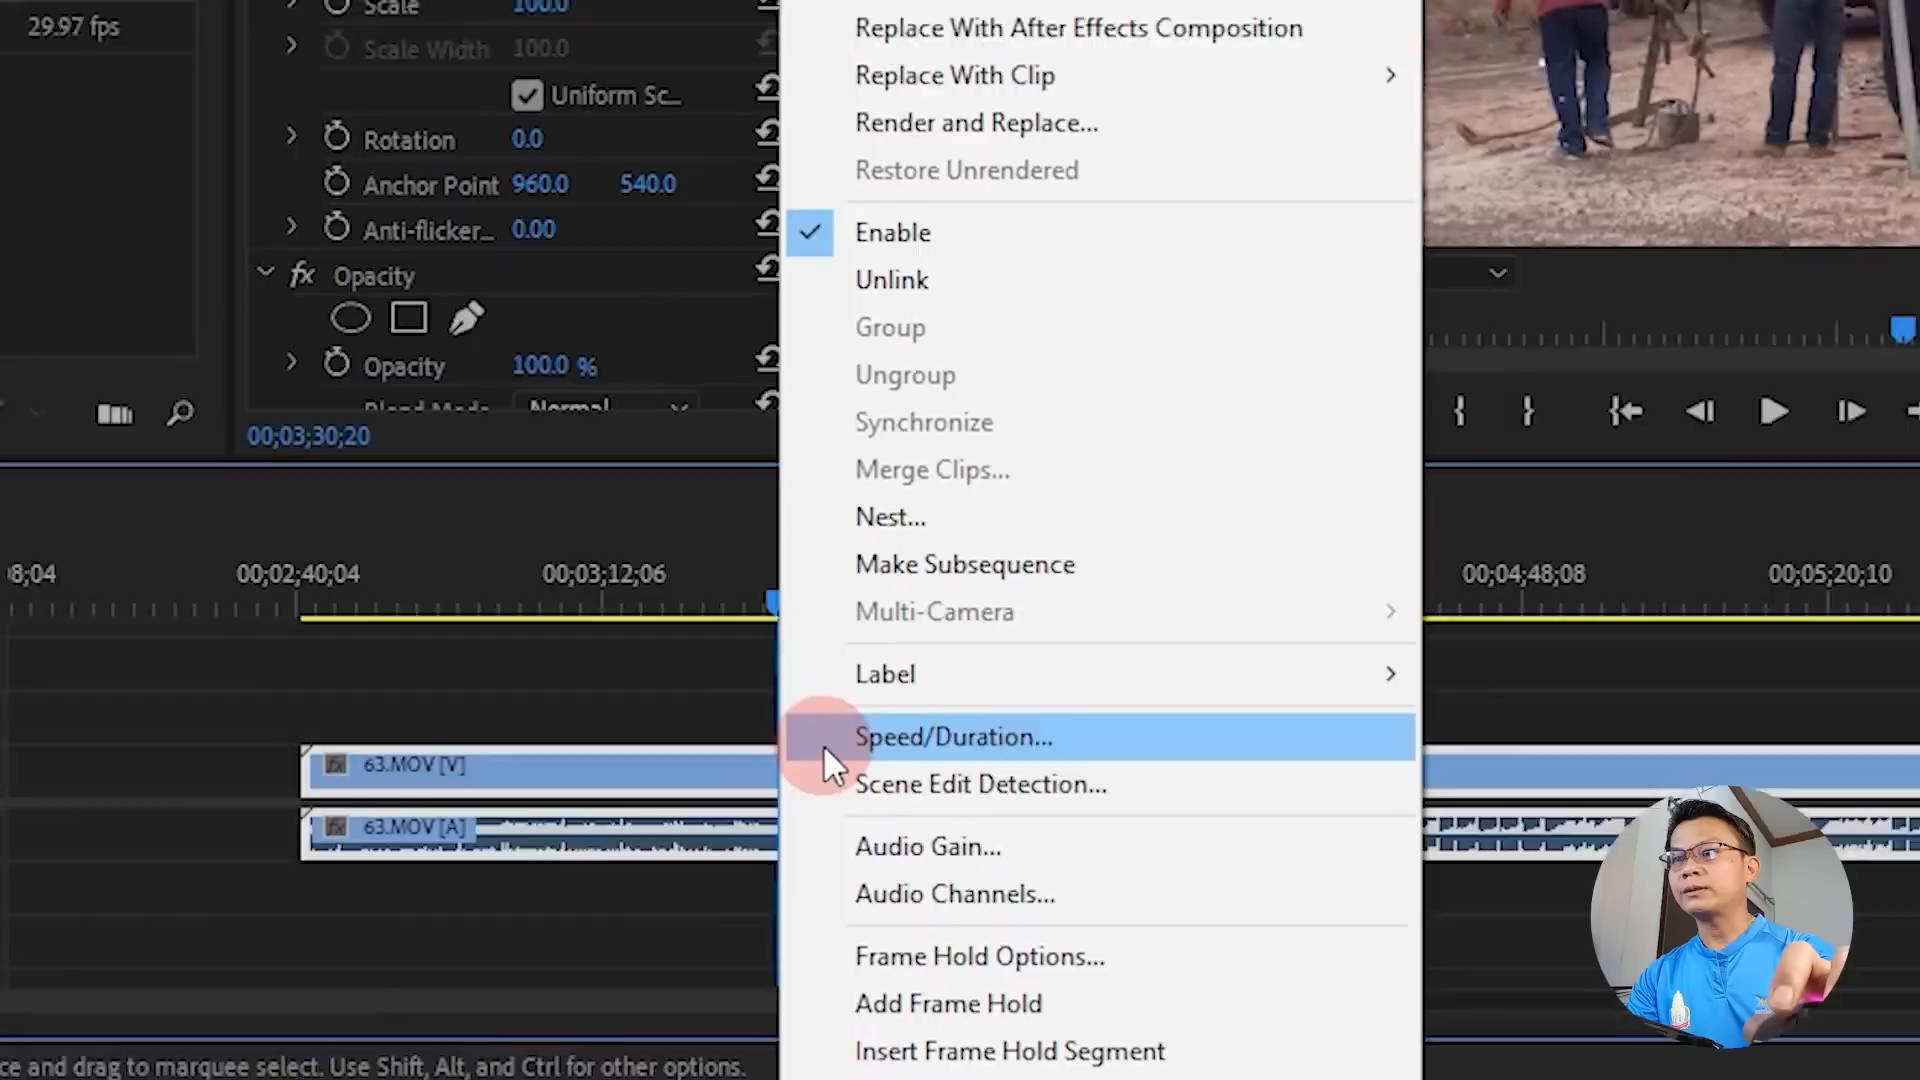 29.97 fps
Scale
100.0
Scale Width 100.0
Uniform Sc...
Rotation 0.0
Anchor Point 960.0 540.0
Anti-flicker... 0.00
fx Opacity
Opacity 100.0 %
Blend Mode Normal
00;03;30;20
Replace With After Effects Composition
Replace With Clip
Render and Replace...
Restore Unrendered
Enable
Unlink
Group
Ungroup
Synchronize
Merge Clips...
Nest...
Make Subsequence
Multi-Camera
Label
Speed/Duration...
Scene Edit Detection...
Audio Gain...
Audio Channels...
Frame Hold Options...
Add Frame Hold
Insert Frame Hold Segment
8;04 00;02;40;04 00;03;12;06 00;04;48;08 00;05;20;10
fx 63.MOV [V]
fx 63.MOV [A]
ce and drag to marquee select. Use Shift, Alt, and Ctrl for other options.